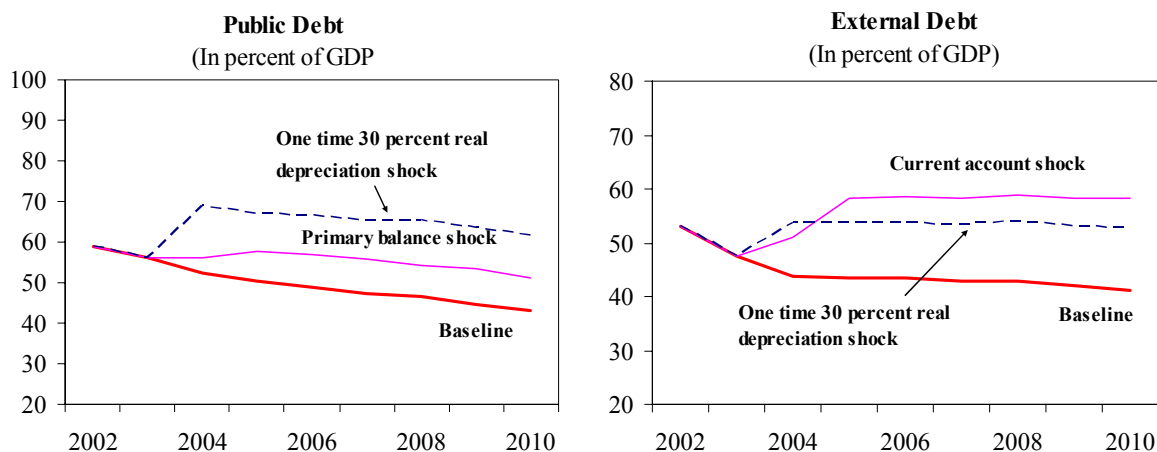 Public Debt
(In percent of GDP
100
90
80
70
60
50
40
30
20
One time 30 percent real
depreciation shock
Primary balance shock
Baseline
2002 2004 2006 2008 2010
External Debt
(In percent of GDP)
80
70
60
50
40
30
20
Current account shock
One time 30 percent real
depreciation shock
Baseline
2002 2004 2006 2008 2010